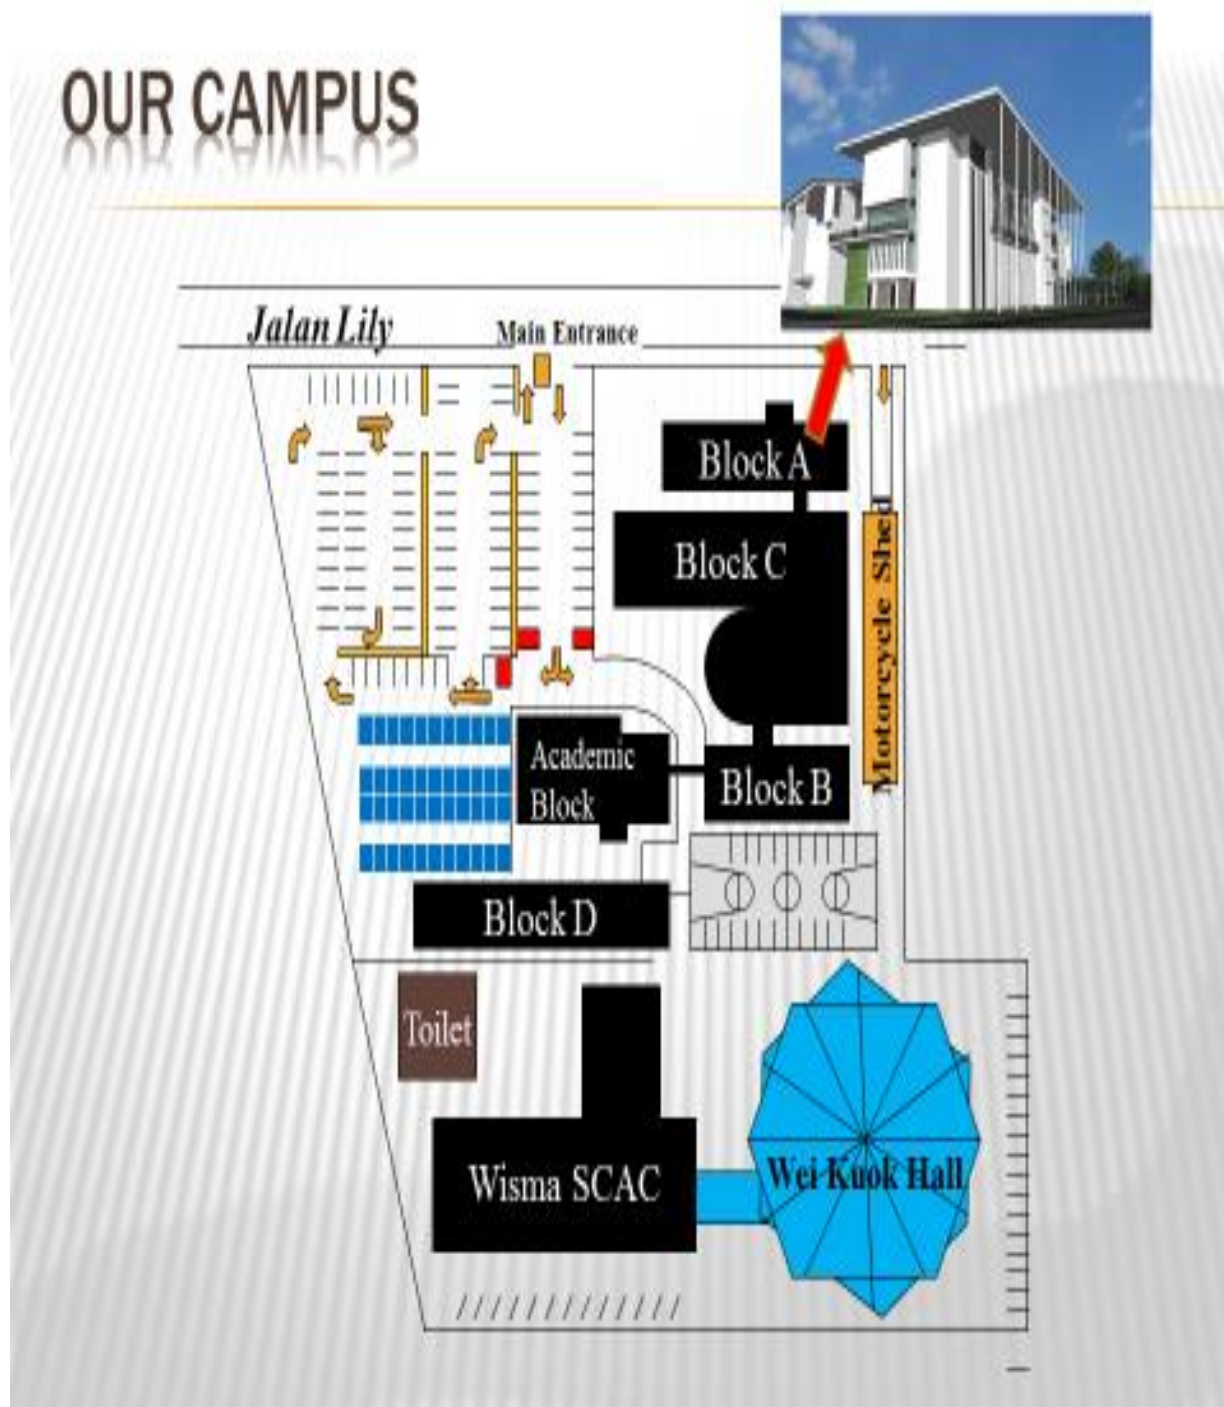 OUR CAMPUS
Jalan Lily
Main Entrance
Block A
Block C
Motorcycle Shed
Academic
Block
Block B
Block D
Toilet
Wisma SCAC
Wei Kuok Hall